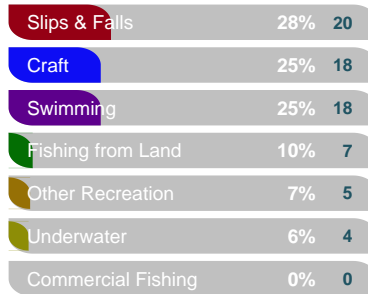 Slips & Falls 28% 20
Craft 25% 18
Swimming 25% 18
Fishing from Land 10% 7
Other Recreation 7% 5
Underwater 6% 4
Commercial Fishing 0% 0